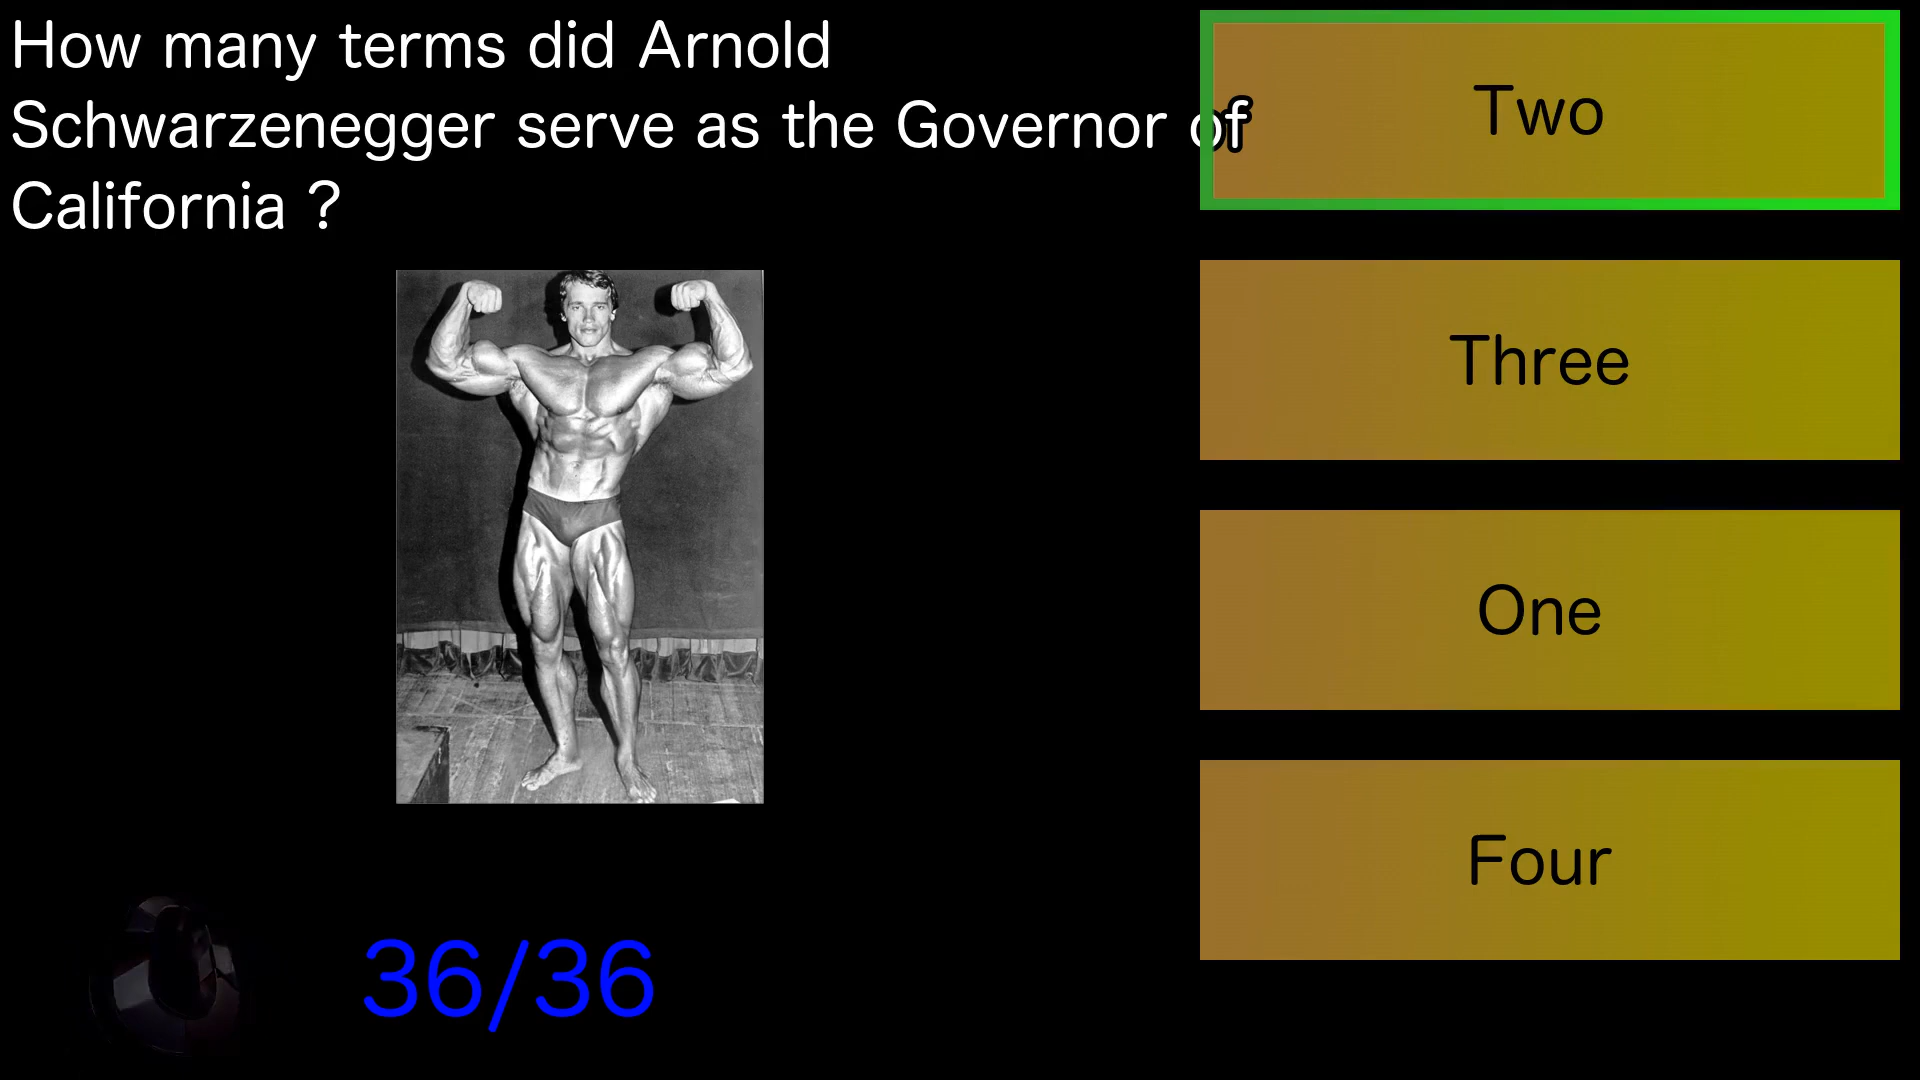 How many terms did Arnold
Schwarzenegger serve as the Governor of
California ?
Two
Three
One
Four
36/36